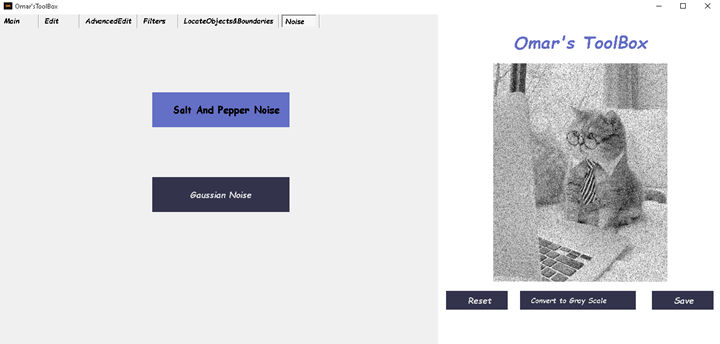 Omar'sToolBox
Main Edit AdvancedEdit Filters LocateObjects&Boundaries Noise
Omar's ToolBox
Salt And Pepper Noise
Gaussian Noise
Reset Convert to Gray Scale Save